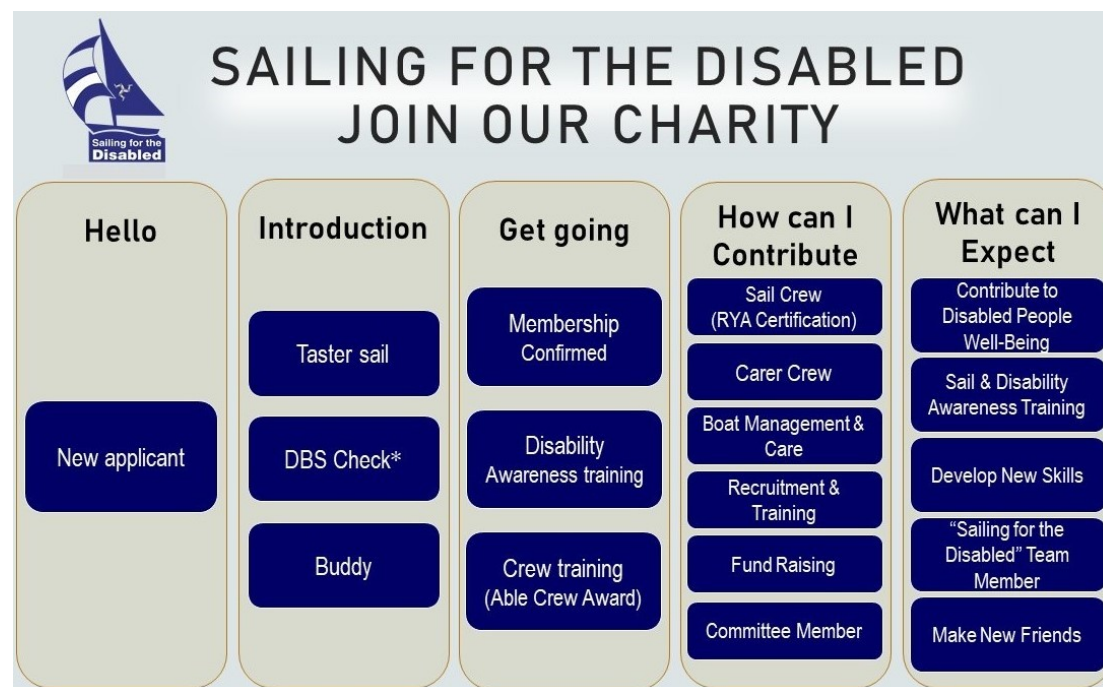 SAILING FOR THE DISABLED
JOIN OUR CHARITY
Sailing for the
Disabled
Hello
New applicant
Introduction
Taster sail
DBS Check*
Buddy
Get going
Membership
Confirmed
Disability
Awareness training
Crew training
(Able Crew Award)
How can I
Contribute
Sail Crew
(RYA Certification)
Carer Crew
Boat Management &
Care
Recruitment &
Training
Fund Raising
Committee Member
What can I
Expect
Contribute to
Disabled People
Well-Being
Sail & Disability
Awareness Training
Develop New Skills
“Sailing for the
Disabled” Team
Member
Make New Friends